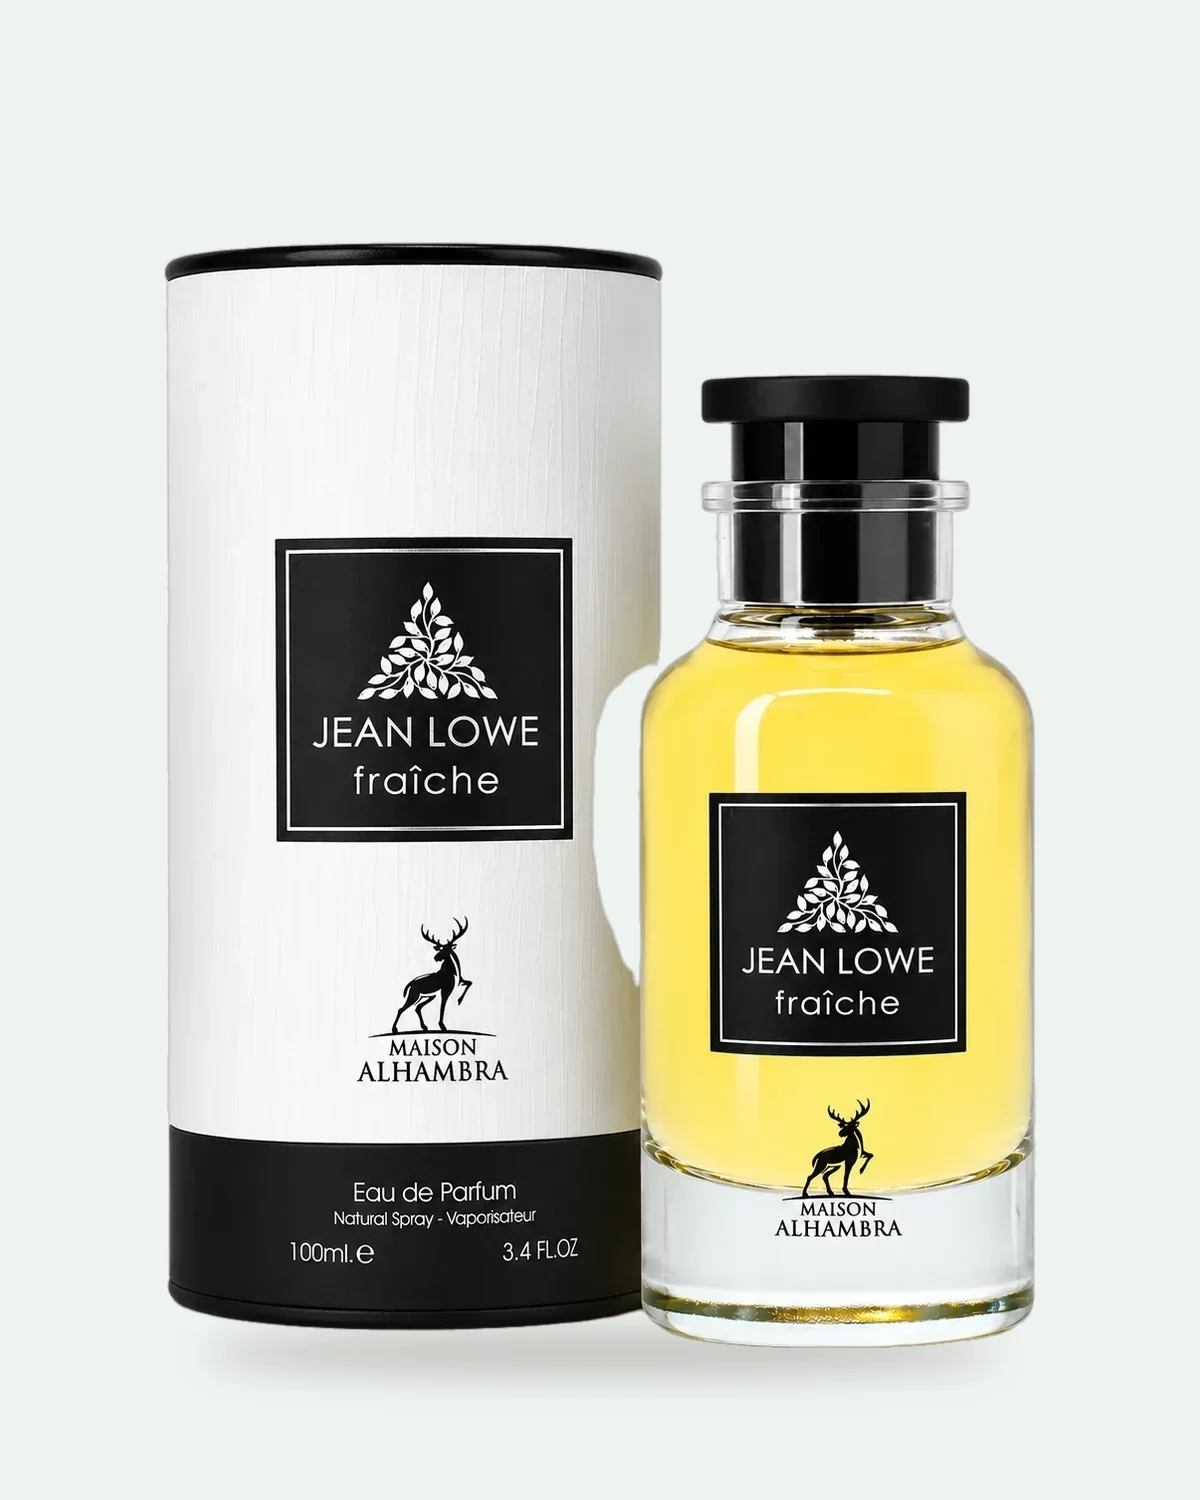 JEAN LOWE
fraîche
MAISON
ALHAMBRA
Eau de Parfum
Natural Spray - Vaporisateur
100ml.e 3.4 FL.OZ
JEAN LOWE
fraîche
MAISON
ALHAMBRA